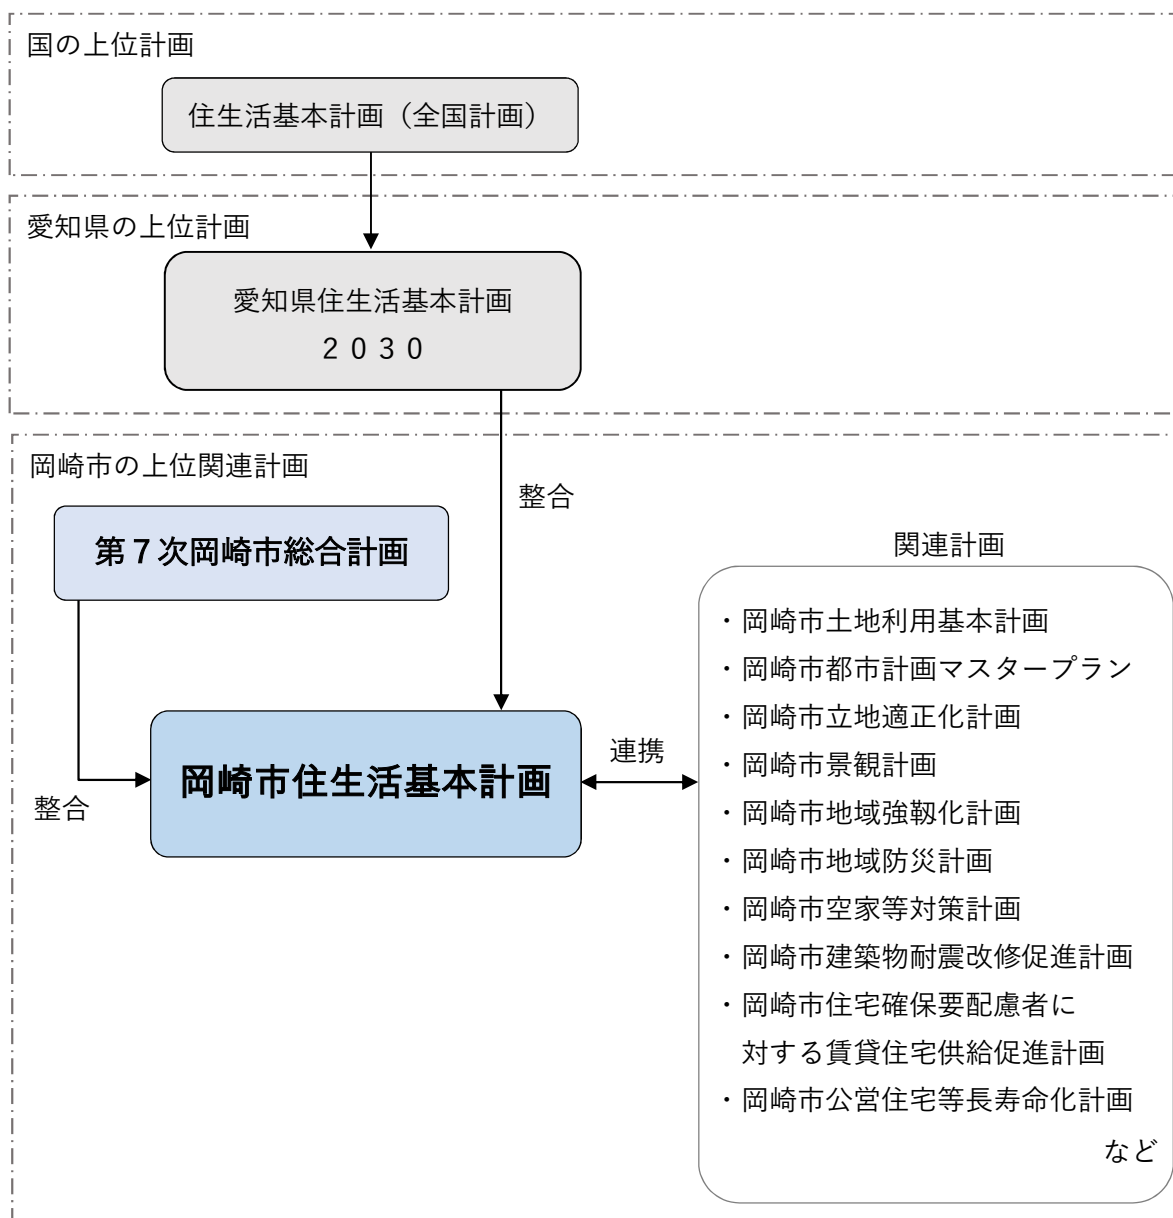 国の上位計画
住生活基本計画（全国計画）
愛知県の上位計画
愛知県住生活基本計画
２０３０
岡崎市の上位関連計画
整合
第７次岡崎市総合計画
関連計画
・岡崎市土地利用基本計画
・岡崎市都市計画マスタープラン
・岡崎市立地適正化計画
・岡崎市景観計画
・岡崎市地域強靱化計画
・岡崎市地域防災計画
・岡崎市空家等対策計画
・岡崎市建築物耐震改修促進計画
・岡崎市住宅確保要配慮者に
対する賃貸住宅供給促進計画
・岡崎市公営住宅等長寿命化計画
など
連携
岡崎市住生活基本計画
整合